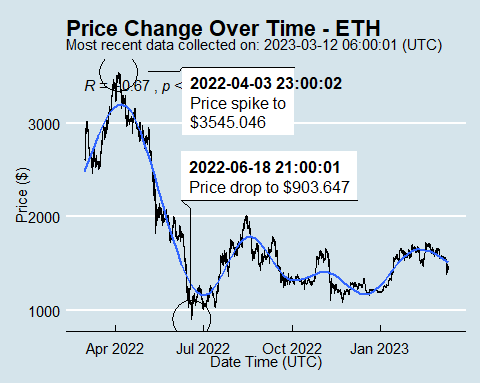 Price Change Over Time - ETH
Most recent data collected on: 2023-03-12 06:00:01 (UTC)
R = 0.67 , p <
2022-04-03 23:00:02
Price spike to
$3545.046
2022-06-18 21:00:01
Price drop to $903.647
Price ($)
3000
2000
1000
Apr 2022 Jul 2022 Oct 2022 Jan 2023
Date Time (UTC)